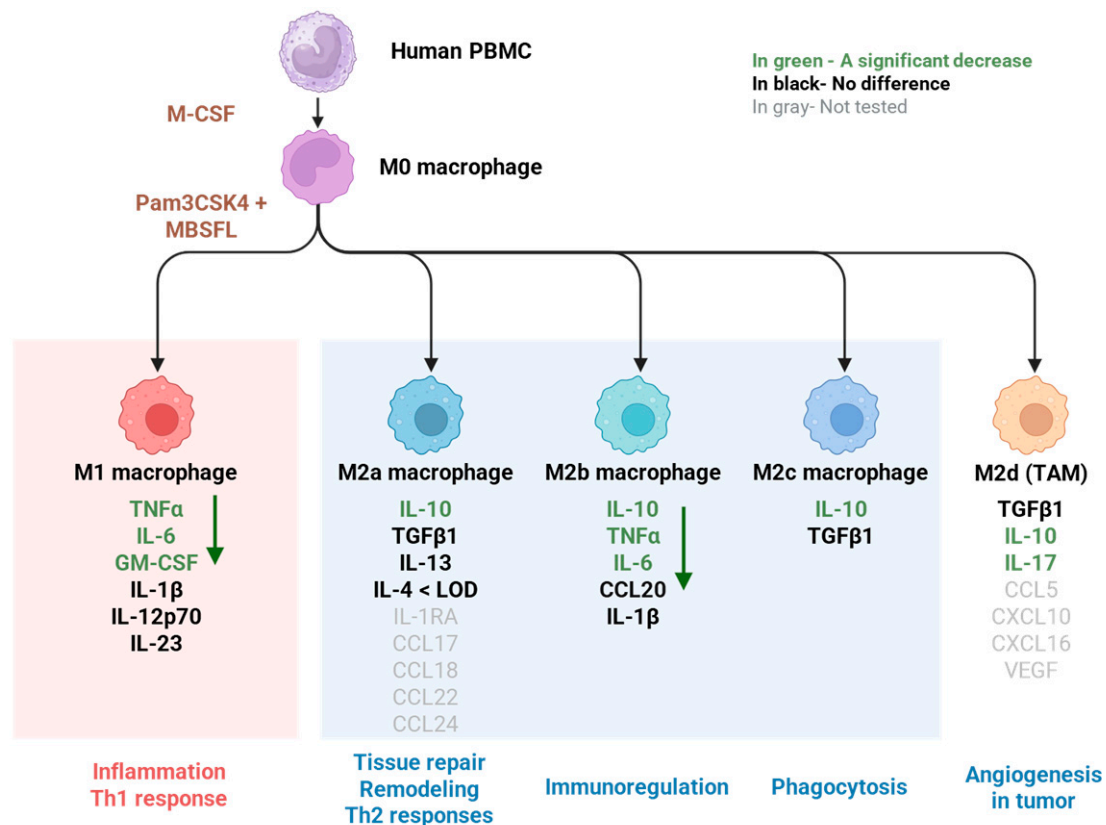 Human PBMC
In green - A significant decrease
In black- No difference
In gray- Not tested
M-CSF
M0 macrophage
Pam3CSK4 +
MBSFL
M1 macrophage
TNFα
IL-6
GM-CSF
IL-1β
IL-12p70
IL-23
Inflammation
Th1 response
M2a macrophage
IL-10
TGFβ1
IL-13
IL-4 < LOD
IL-1RA
CCL17
CCL18
CCL22
CCL24
Tissue repair
Remodeling
Th2 responses
M2b macrophage
IL-10
TNFα
IL-6
CCL20
IL-1β
Immunoregulation
M2c macrophage
IL-10
TGFβ1
Phagocytosis
M2d (TAM)
TGFβ1
IL-10
IL-17
CCL5
CXCL10
CXCL16
VEGF
Angiogenesis
in tumor